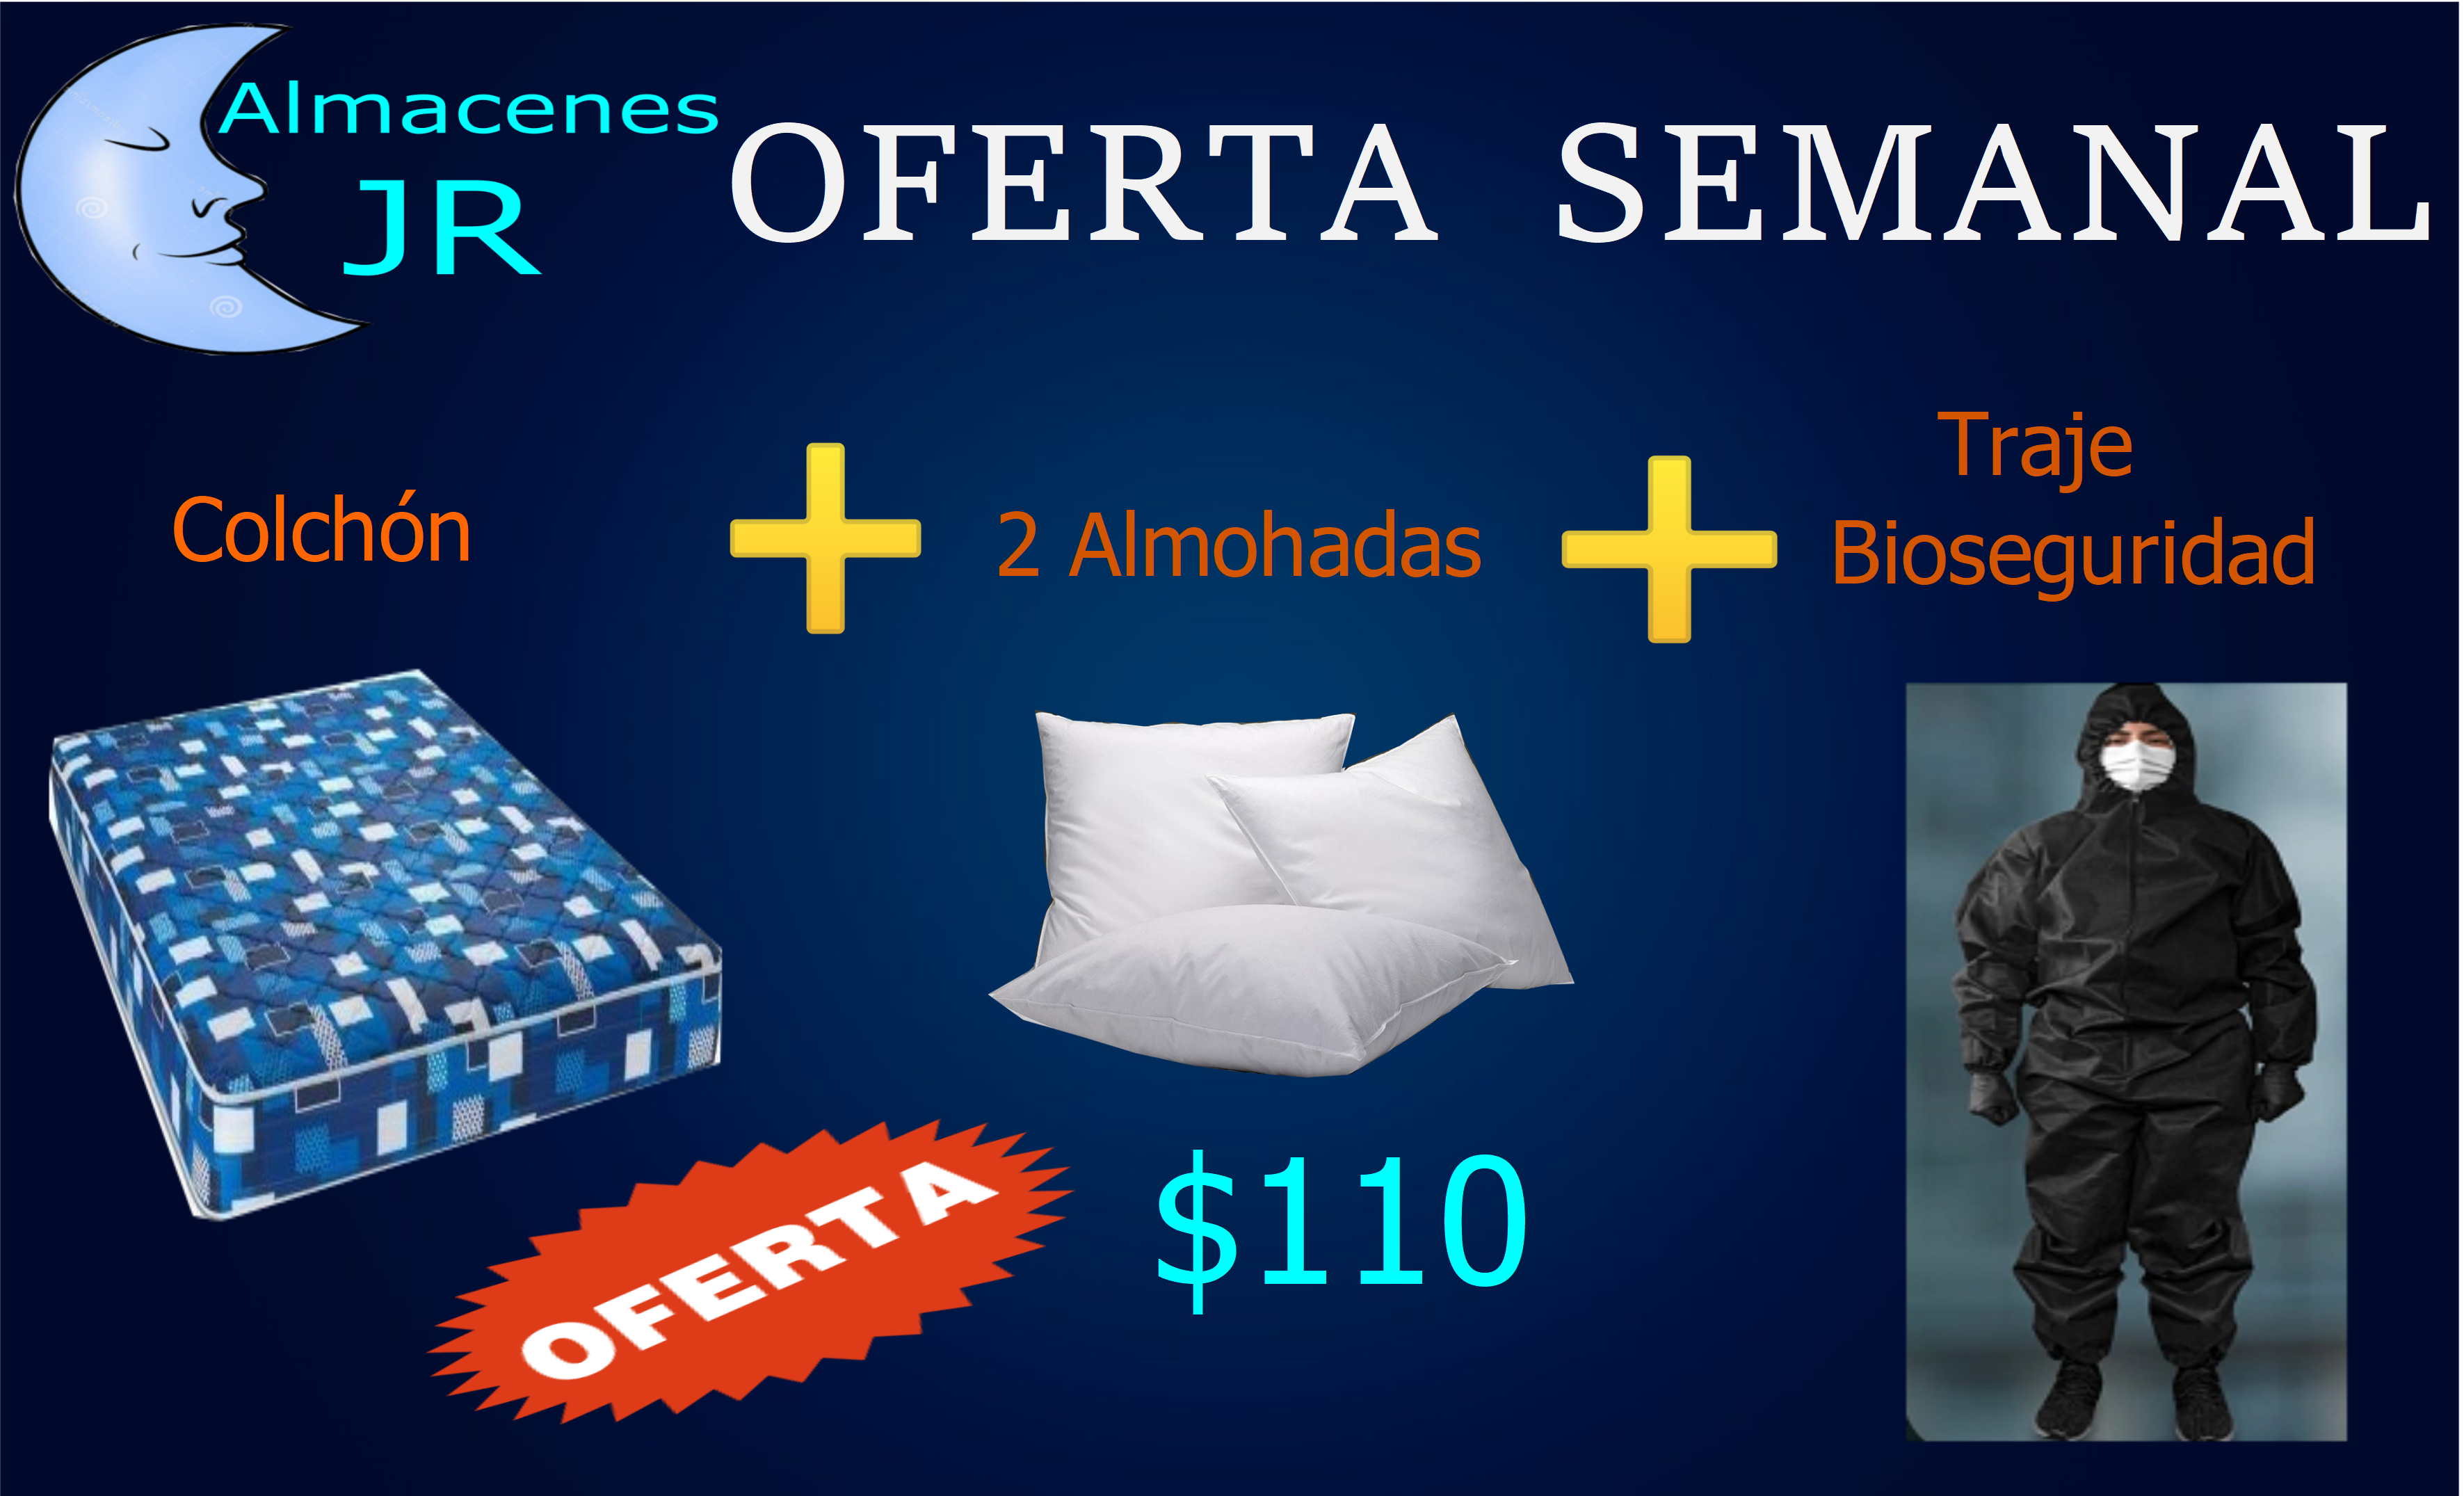 Almacenes
JR
OFERTA SEMANAL
Colchón
2 Almohadas
Traje
Bioseguridad
OFERTA
$110